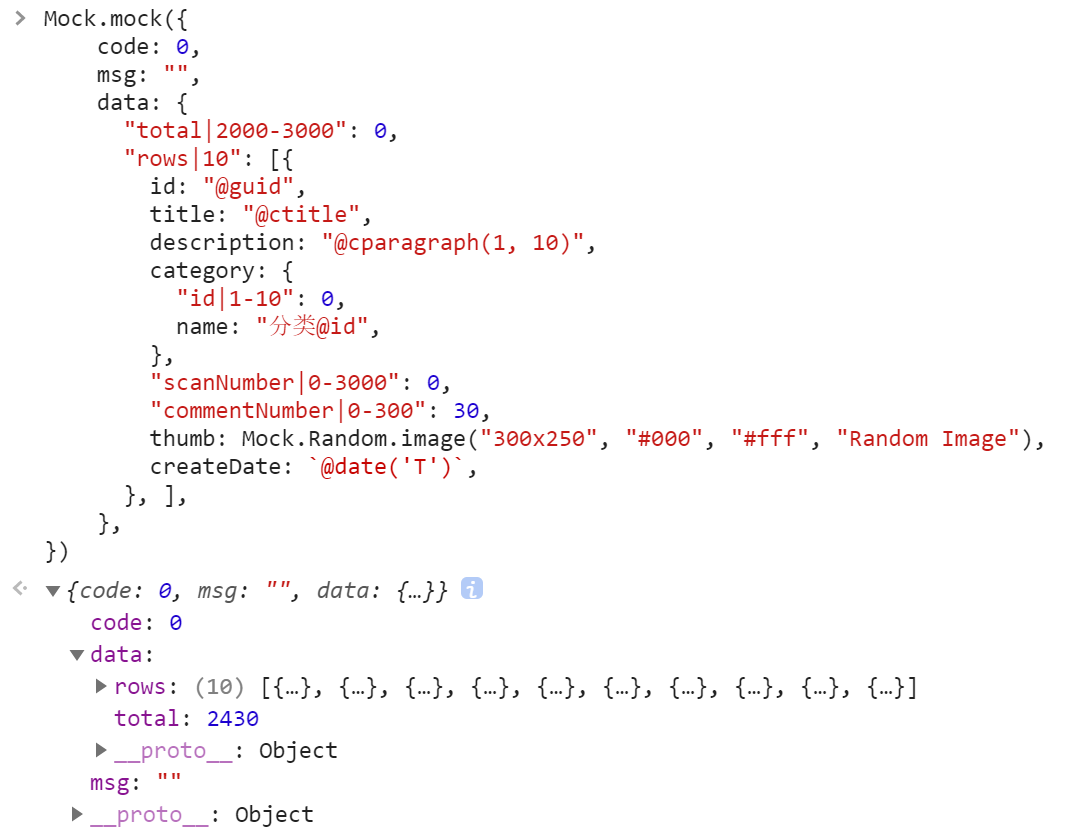 Mock.mock({
code: 0,
msg: "",
data: {
"total|2000-3000": 0,
"rows|10": [{
id: "@guid",
title: "@ctitle",
description: "@cparagraph(1, 10)",
category: {
"id|1-10": 0,
name: "分类@id",
},
"scanNumber|0-3000": 0,
"commentNumber|0-300": 30,
thumb: Mock.Random.image("300x250", "#000", "#fff", "Random Image"),
createDate: `@date('T')`,
}, ],
},
})
{code: 0, msg: "", data: {…}}
code: 0
data:
rows: (10) [{…}, {…}, {…}, {…}, {…}, {…}, {…}, {…}, {…}, {…}]
total: 2430
__proto__: Object
msg: ""
__proto__: Object